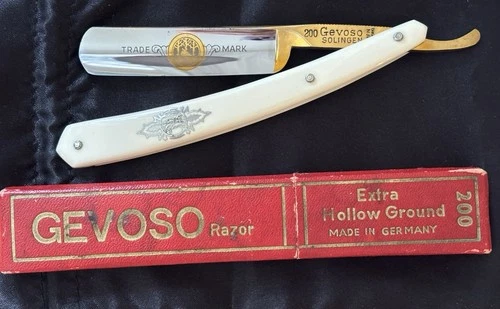 TRADE MARK
200 Gevoso
SOLINGEN
GEVOSO Razor
Extra
Hollow Ground
MADE IN GERMANY
200